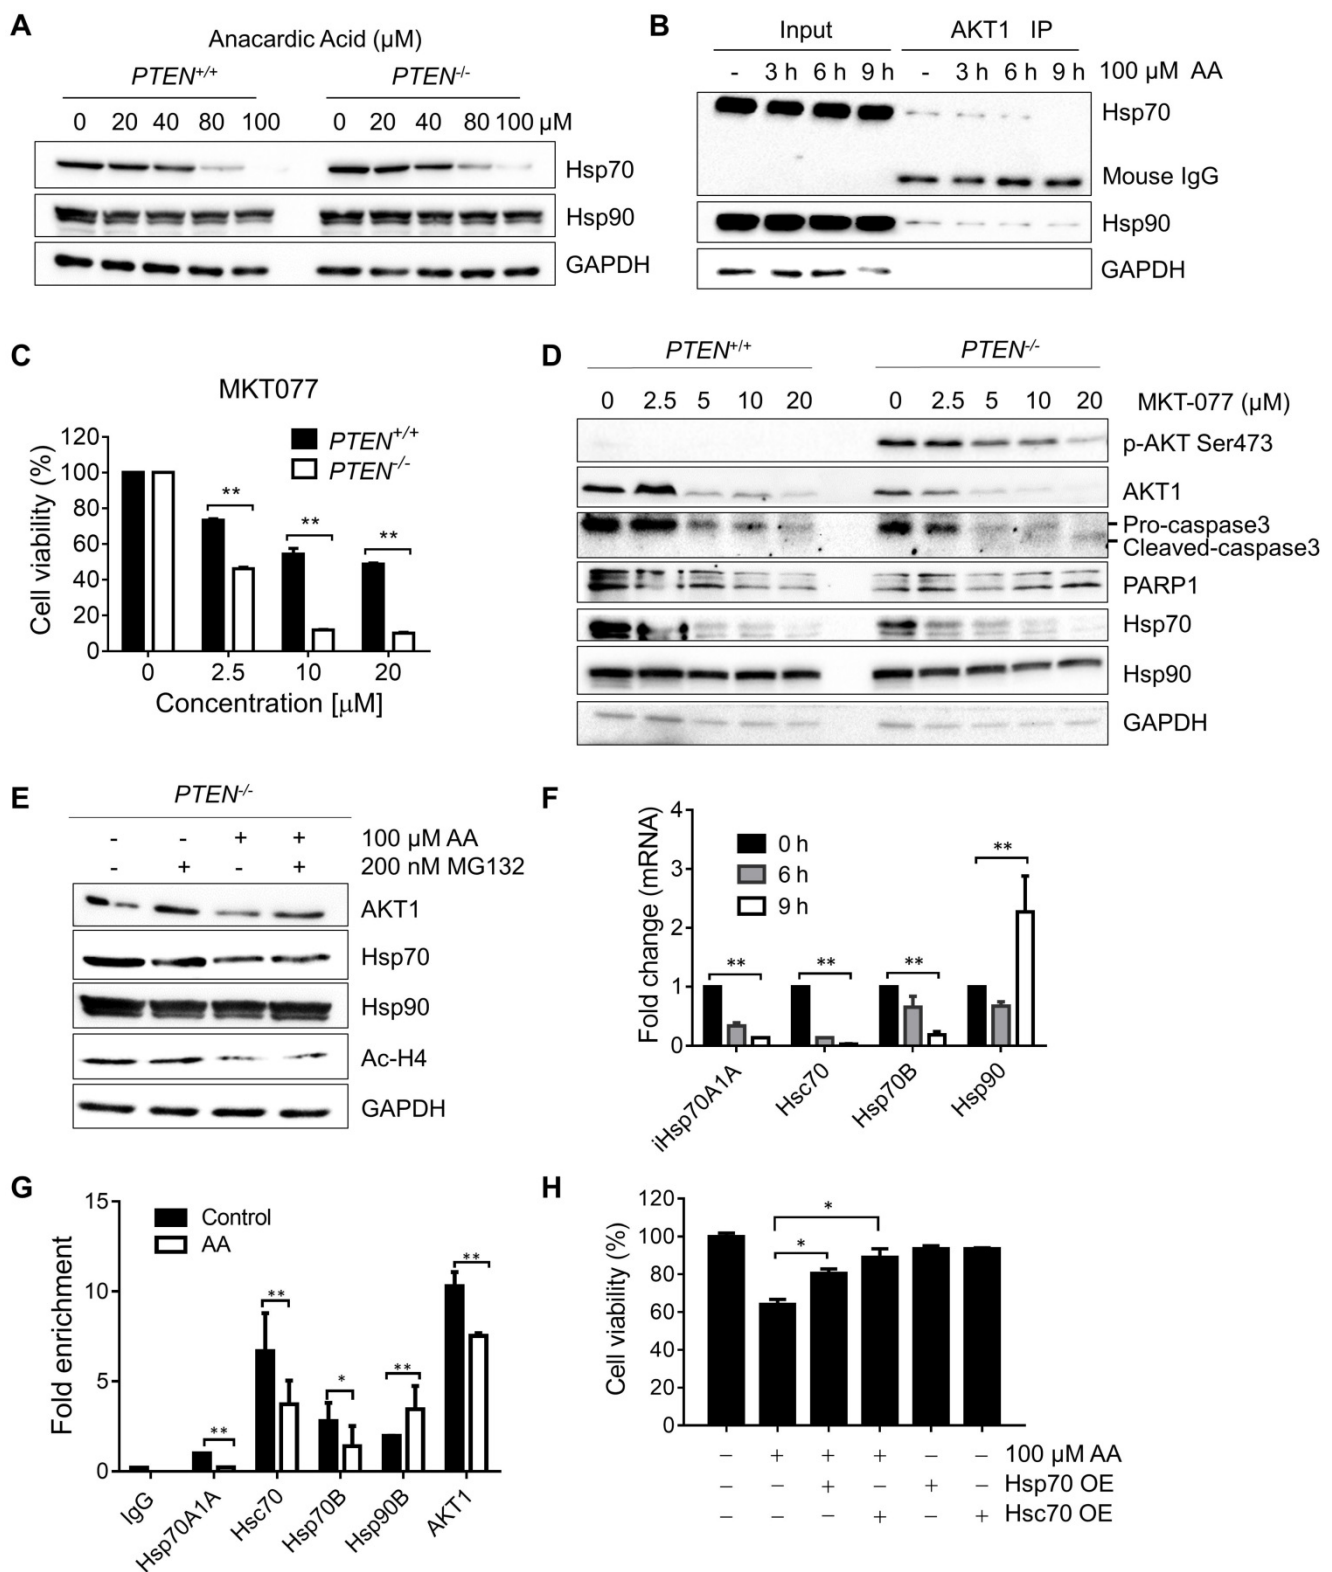 A
Anacardic Acid (µM)
PTEN+/+ PTEN-/-
0 20 40 80 100 0 20 40 80 100 µM
Hsp70
Hsp90
GAPDH
B
Input AKT1 IP
- 3 h 6 h 9 h - 3 h 6 h 9 h 100 µM AA
Hsp70
Mouse IgG
Hsp90
GAPDH
C
MKT077
120
100
80
60
40
20
0
Cell viability (%)
PTEN+/+
PTEN-/-
** ** **
0 2.5 10 20
Concentration [µM]
D
PTEN+/+ PTEN-/-
0 2.5 5 10 20 0 2.5 5 10 20 MKT-077 (µM)
p-AKT Ser473
AKT1
Pro-caspase3
Cleaved-caspase3
PARP1
Hsp70
Hsp90
GAPDH
E
PTEN-/-
- - + + 100 µM AA
- + - + 200 nM MG132
AKT1
Hsp70
Hsp90
Ac-H4
GAPDH
F
4
3
2
1
0
Fold change (mRNA)
0 h
6 h
9 h
** ** ** **
iHsp70A1A Hsc70 Hsp70B Hsp90
G
15
10
5
0
Fold enrichment
Control
AA
** ** * ** **
IgG Hsp70A1A Hsc70 Hsp70B Hsp90B AKT1
H
120
100
80
60
40
20
0
Cell viability (%)
*
*
− + + + − − 100 µM AA
− − + − + − Hsp70 OE
− − − + − + Hsc70 OE